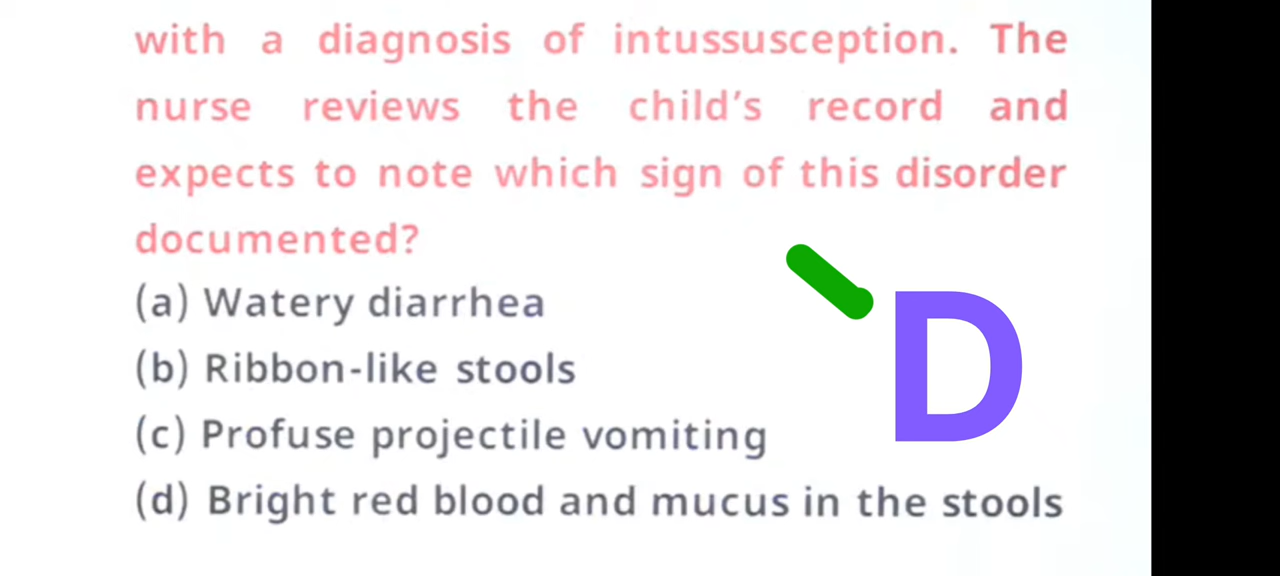 with a diagnosis of intussusception. The
nurse reviews the child’s record and
expects to note which sign of this disorder
documented?
(a) Watery diarrhea
(b) Ribbon-like stools
(c) Profuse projectile vomiting
(d) Bright red blood and mucus in the stools
D